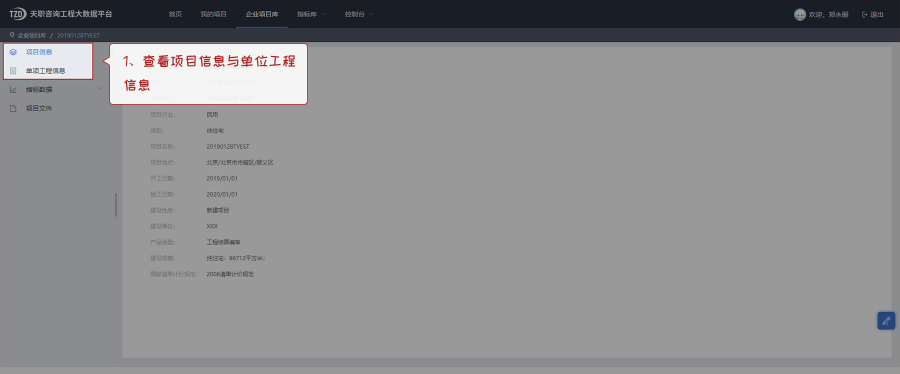 TZD 天职咨询工程大数据平台 首页 我的项目 企业项目库 指标库 控制台 欢迎, 郑永丽 退出
企业项目库 / 20190128TYEST
项目信息
单项工程信息
指标数据
项目文件
1、查看项目信息与单位工程
信息
项目行业: 民用
类别: 纯住宅
项目名称: 20190128TYEST
项目地点: 北京/北京市市辖区/顺义区
开工日期: 2019/01/01
竣工日期: 2020/01/01
建设性质: 新建项目
建设单位: XXX
产品类型: 工程结算编审
建设规模: 纯住宅: 86712平方米;
国家清单计价规范: 2008清单计价规范